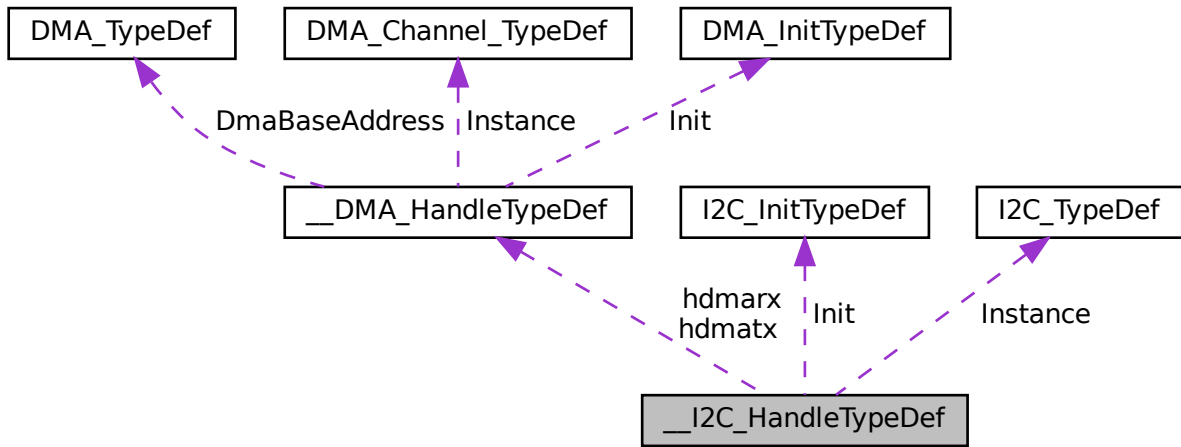 DMA_TypeDef
DMA_Channel_TypeDef
DMA_InitTypeDef
DmaBaseAddress
Instance
Init
__DMA_HandleTypeDef
I2C_InitTypeDef
I2C_TypeDef
hdmarx
hdmatx
Init
Instance
__I2C_HandleTypeDef